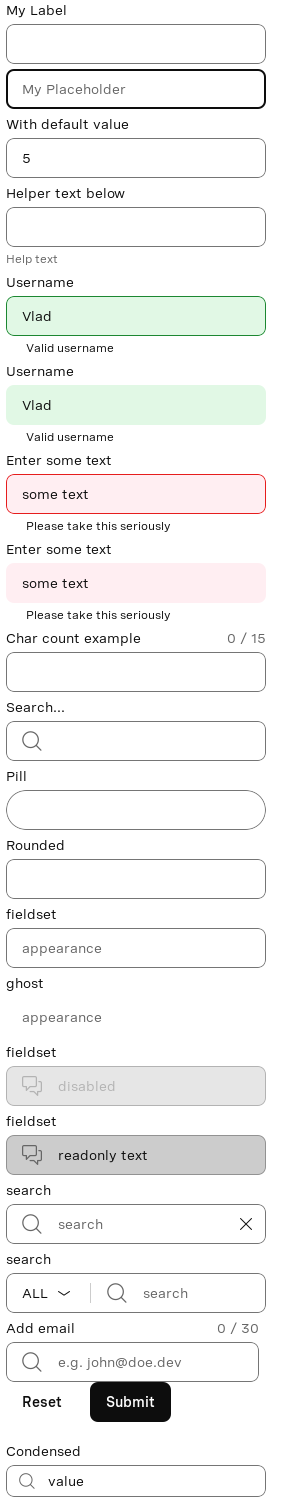 My Label
My Placeholder
With default value
5
Helper text below
Help text
Username
Vlad
Valid username
Username
Vlad
Valid username
Enter some text
some text
Please take this seriously
Enter some text
some text
Please take this seriously
Char count example 0 / 15
Search...
Pill
Rounded
fieldset
appearance
ghost
appearance
fieldset
disabled
fieldset
readonly text
search
search
search
ALL search
Add email 0 / 30
e.g. john@doe.dev
Reset Submit
Condensed
value